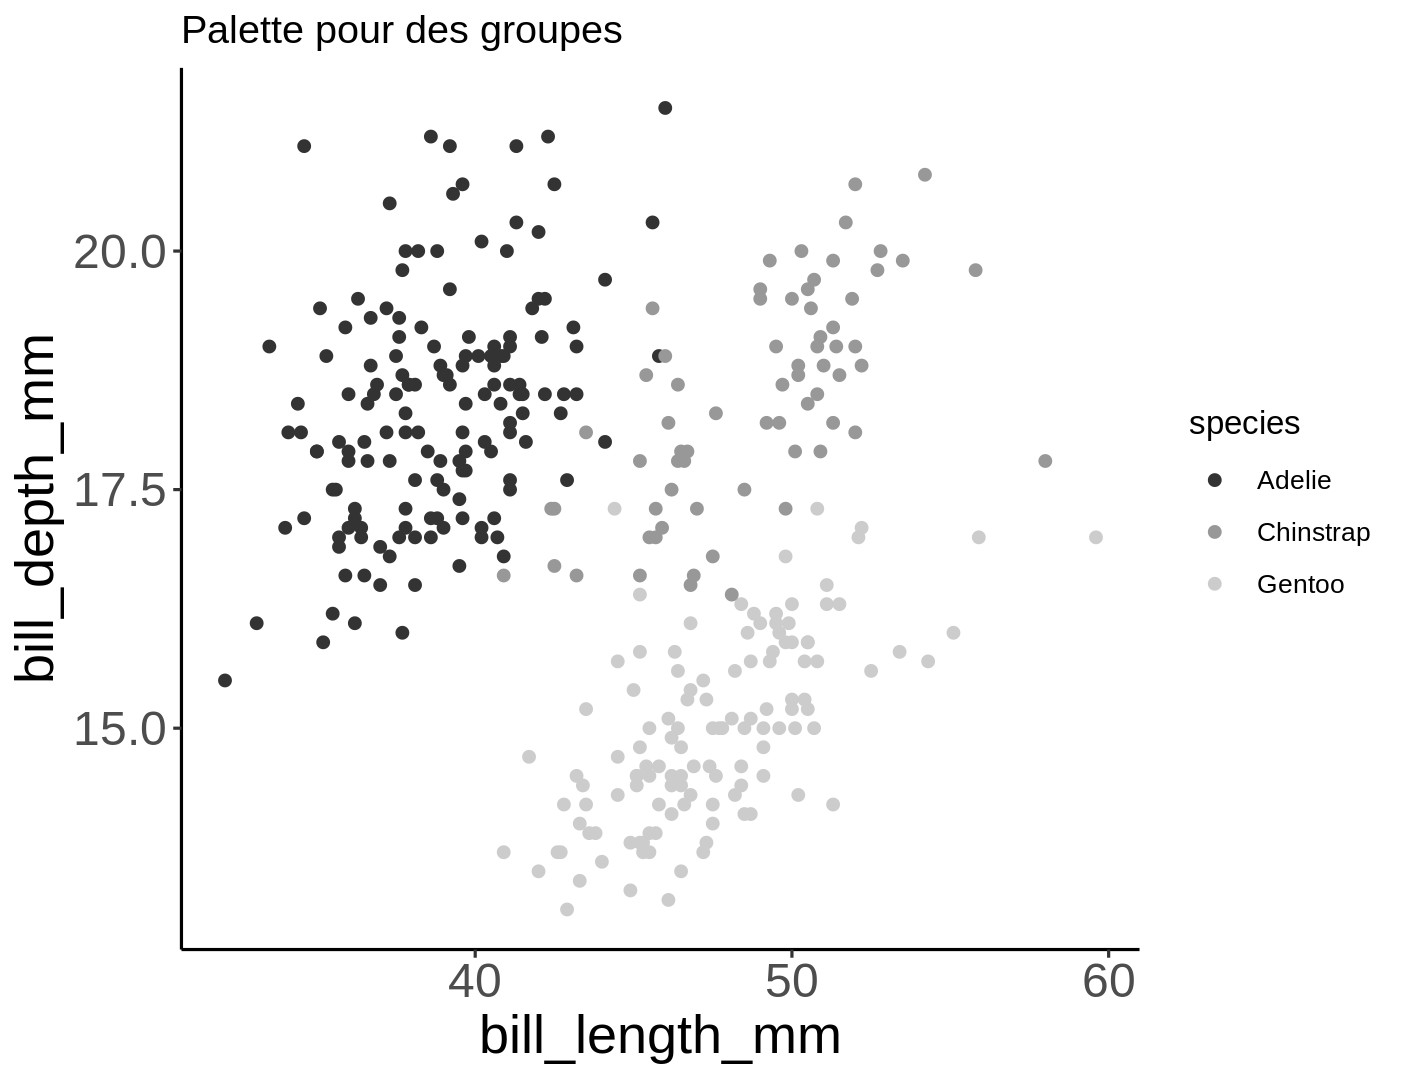 Palette pour des groupes
bill_depth_mm
20.0
17.5
15.0
40 50 60
bill_length_mm
species
Adelie
Chinstrap
Gentoo